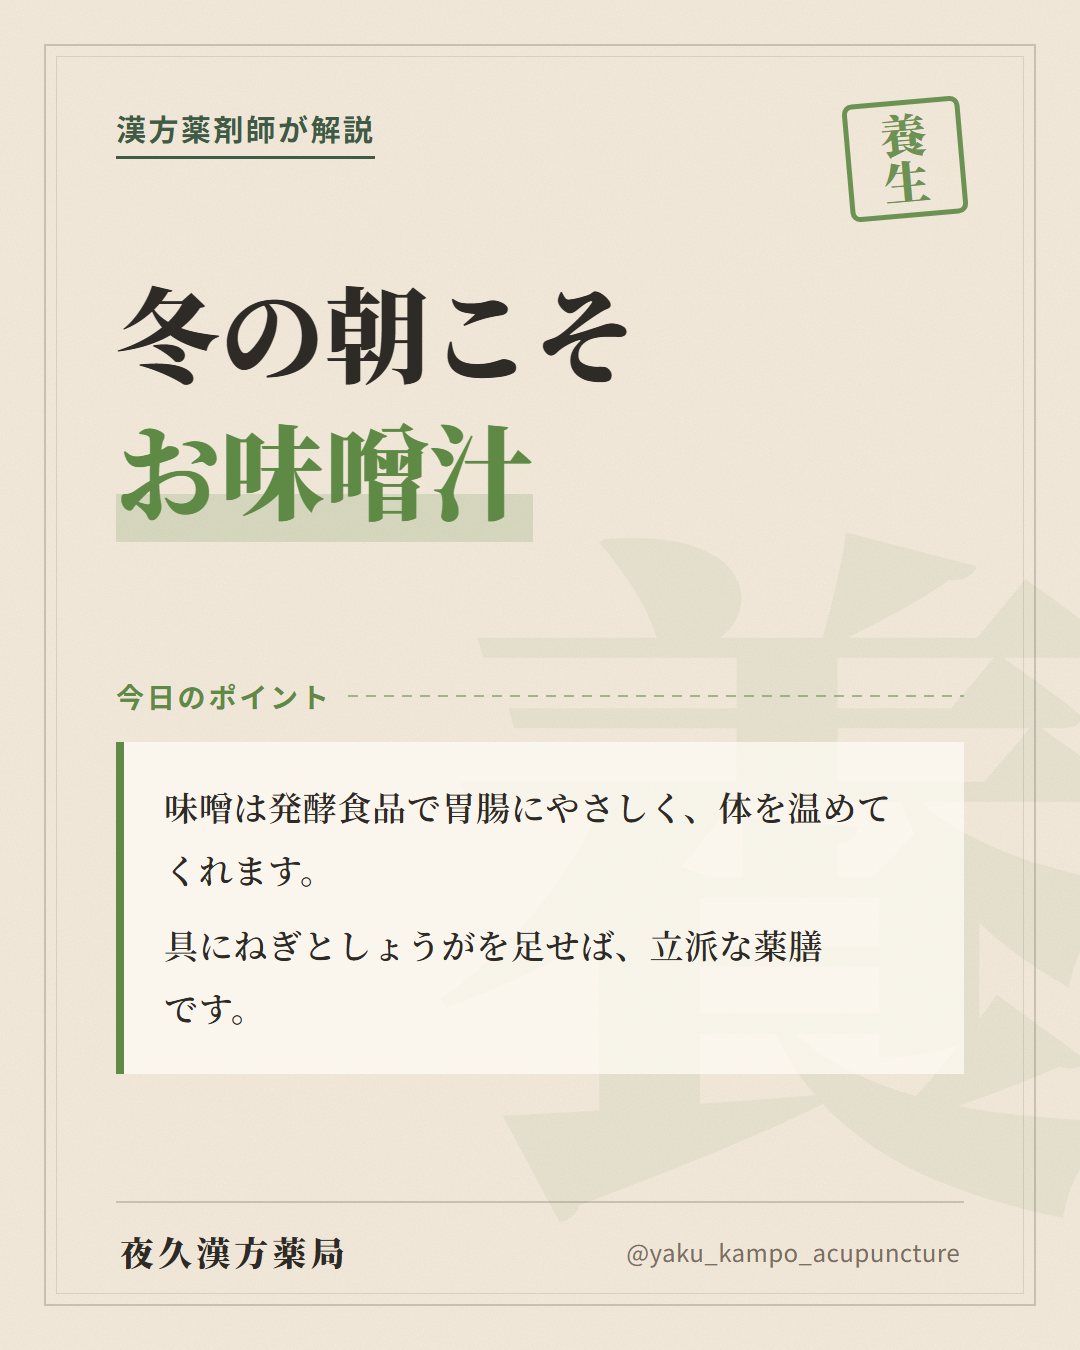 漢方薬剤師が解説
養生
冬の朝こそ
お味噌汁
今日のポイント
味噌は発酵食品で胃腸にやさしく、体を温めて
くれます。
具にねぎとしょうがを足せば、立派な薬膳
です。
養
夜久漢方薬局
@yaku_kampo_acupuncture